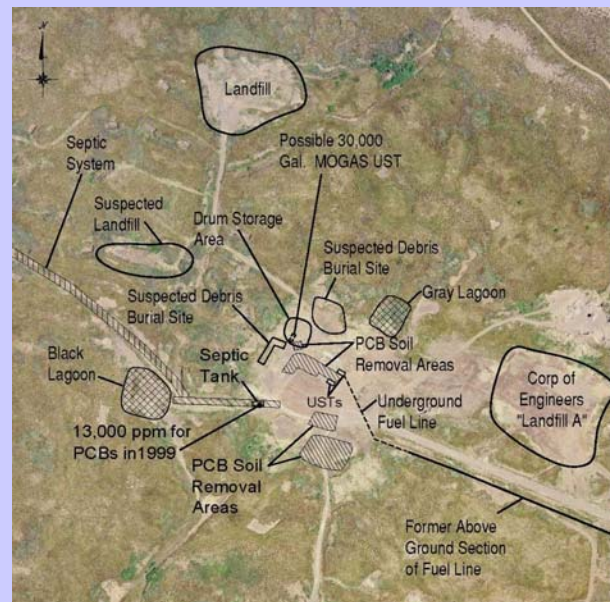 N
Landfill
Possible 30,000
Gal. MOGAS UST
Septic
System
Suspected
Landfill
Drum Storage
Area
Suspected Debris
Burial Site
Gray Lagoon
Suspected Debris
Burial Site
PCB Soil
Removal Areas
Black
Lagoon
Septic
Tank
USTs
Underground
Fuel Line
Corp of
Engineers
"Landfill A"
13,000 ppm for
PCBs in1999
PCB Soil
Removal
Areas
Former Above
Ground Section
of Fuel Line